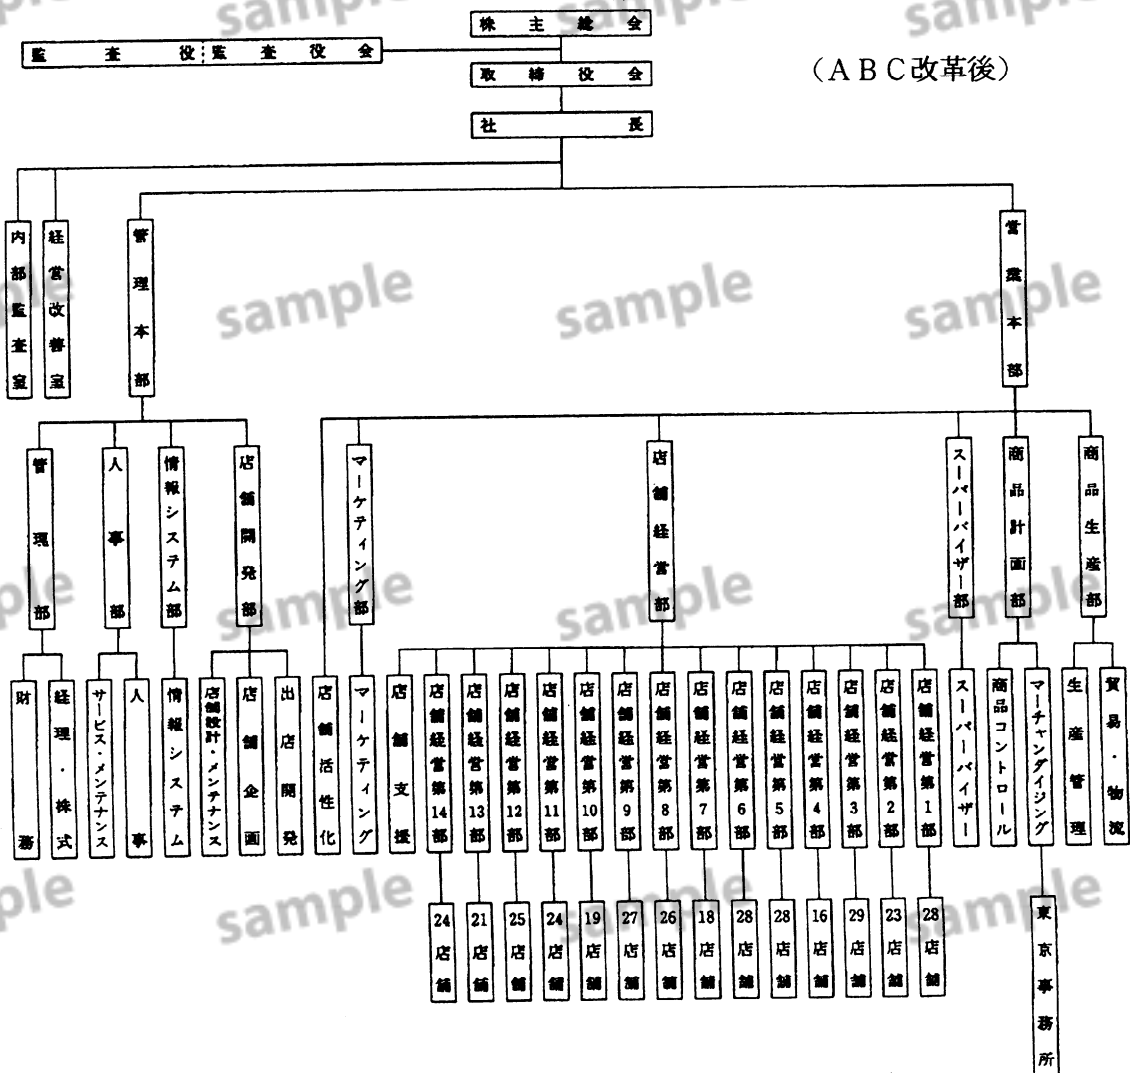 株主総会
監査役 監査役会
取締役会
(ABC改革後)
社長
内部監査室
経営改善室
管理本部
営業本部
管理部
人事部
情報システム部
店舗開発部
マーケティング部
店舗経営部
スーパーバイザー部
商品計画部
商品生産部
財務
経理・株式
サービス・メンテナンス
人事
情報システム
店舗設計・メンテナンス
店舗企画
出店開発
店舗活性化
マーケティング
店舗支援
店舗経営第14部
店舗経営第13部
店舗経営第12部
店舗経営第11部
店舗経営第10部
店舗経営第9部
店舗経営第8部
店舗経営第7部
店舗経営第6部
店舗経営第5部
店舗経営第4部
店舗経営第3部
店舗経営第2部
店舗経営第1部
スーパーバイザー
商品コントロール
マーチャンダイジング
生産管理
貿易・物流
24店舗
21店舗
25店舗
24店舗
19店舗
27店舗
26店舗
18店舗
28店舗
28店舗
16店舗
29店舗
23店舗
28店舗
東京事務所
sample
sample
sample
sample
sample
sample
sample
sample
sample
sample
sample
sample